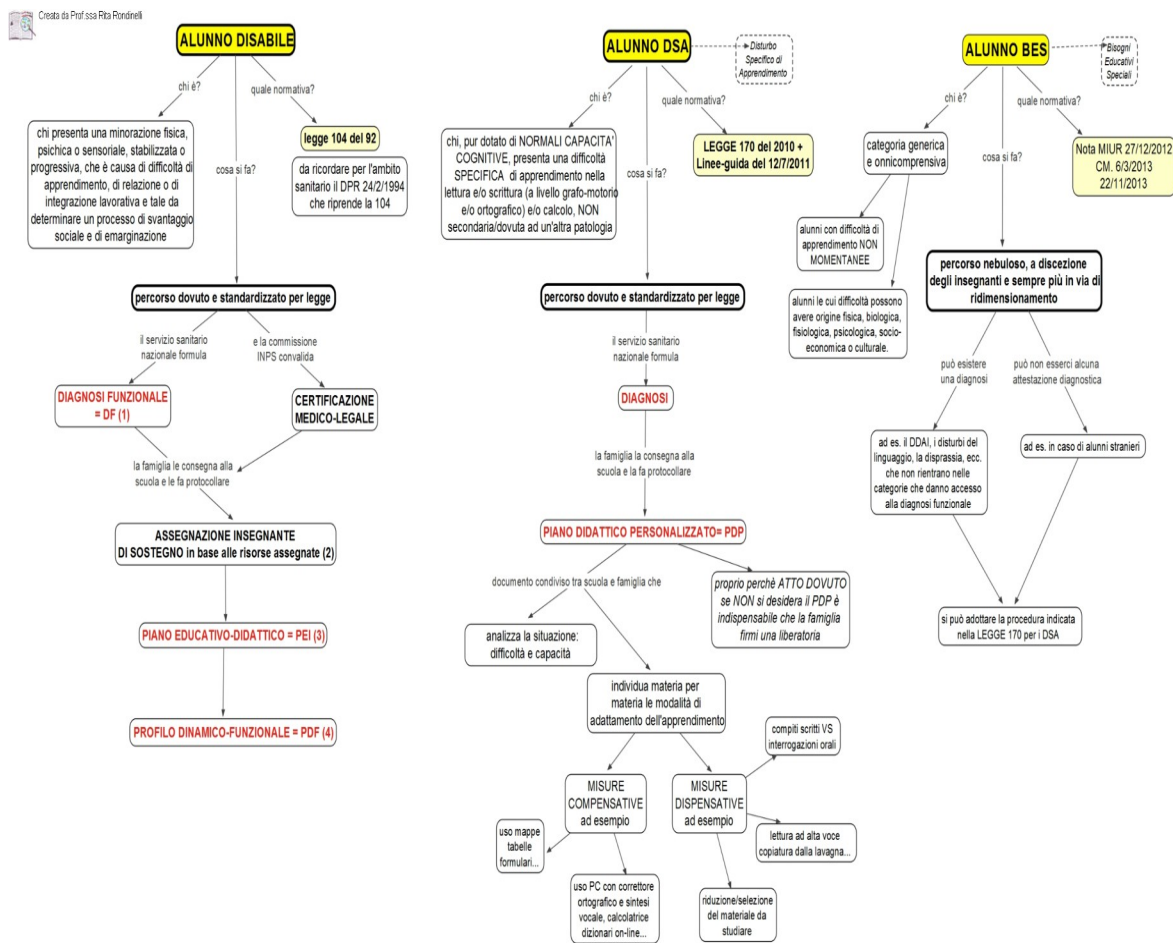 Creata da Prof.ssa Rita Rondinelli
ALUNNO DISABILE
chi è?
quale normativa?
cosa si fa?
chi presenta una minorazione fisica,
psichica o sensoriale, stabilizzata o
progressiva, che è causa di difficoltà di
apprendimento, di relazione o di
integrazione lavorativa e tale da
determinare un processo di svantaggio
sociale e di emarginazione
legge 104 del 92
da ricordare per l'ambito
sanitario il DPR 24/2/1994
che riprende la 104
percorso dovuto e standardizzato per legge
il servizio sanitario
nazionale formula
e la commissione
INPS convalida
DIAGNOSI FUNZIONALE
= DF (1)
CERTIFICAZIONE
MEDICO-LEGALE
la famiglia le consegna alla
scuola e le fa protocollare
ASSEGNAZIONE INSEGNANTE
DI SOSTEGNO in base alle risorse assegnate (2)
PIANO EDUCATIVO-DIDATTICO = PEI (3)
PROFILO DINAMICO-FUNZIONALE = PDF (4)
ALUNNO DSA
Disturbo
Specifico di
Apprendimento
chi è?
quale normativa?
cosa si fa?
chi, pur dotato di NORMALI CAPACITA'
COGNITIVE, presenta una difficoltà
SPECIFICA di apprendimento nella
lettura e/o scrittura (a livello grafo-motorio
e/o ortografico) e/o calcolo, NON
secondaria/dovuta ad un'altra patologia
LEGGE 170 del 2010 +
Linee-guida del 12/7/2011
percorso dovuto e standardizzato per legge
il servizio sanitario
nazionale formula
DIAGNOSI
la famiglia la consegna alla
scuola e la fa protocollare
PIANO DIDATTICO PERSONALIZZATO= PDP
documento condiviso tra scuola e famiglia che
proprio perchè ATTO DOVUTO
se NON si desidera il PDP è
indispensabile che la famiglia
firmi una liberatoria
analizza la situazione:
difficoltà e capacità
individua materia per
materia le modalità di
adattamento dell'apprendimento
MISURE
COMPENSATIVE
ad esempio
uso mappe
tabelle
formulari...
uso PC con correttore
ortografico e sintesi
vocale, calcolatrice
dizionari on-line...
MISURE
DISPENSATIVE
ad esempio
compiti scritti VS
interrogazioni orali
lettura ad alta voce
copiatura dalla lavagna...
riduzione/selezione
del materiale da
studiare
ALUNNO BES
Bisogni
Educativi
Speciali
chi è?
quale normativa?
cosa si fa?
categoria generica
e onnicomprensiva
Nota MIUR 27/12/2012
CM. 6/3/2013
22/11/2013
alunni con difficoltà di
apprendimento NON
MOMENTANEE
alunni le cui difficoltà possono
avere origine fisica, biologica,
fisiologica, psicologica, socio-
economica o culturale.
percorso nebuloso, a discezione
degli insegnanti e sempre più in via di
ridimensionamento
può esistere
una diagnosi
può non esserci alcuna
attestazione diagnostica
ad es. il DDAI, i disturbi del
linguaggio, la disprassia, ecc.
che non rientrano nelle
categorie che danno accesso
alla diagnosi funzionale
ad es. in caso di alunni stranieri
si può adottare la procedura indicata
nella LEGGE 170 per i DSA